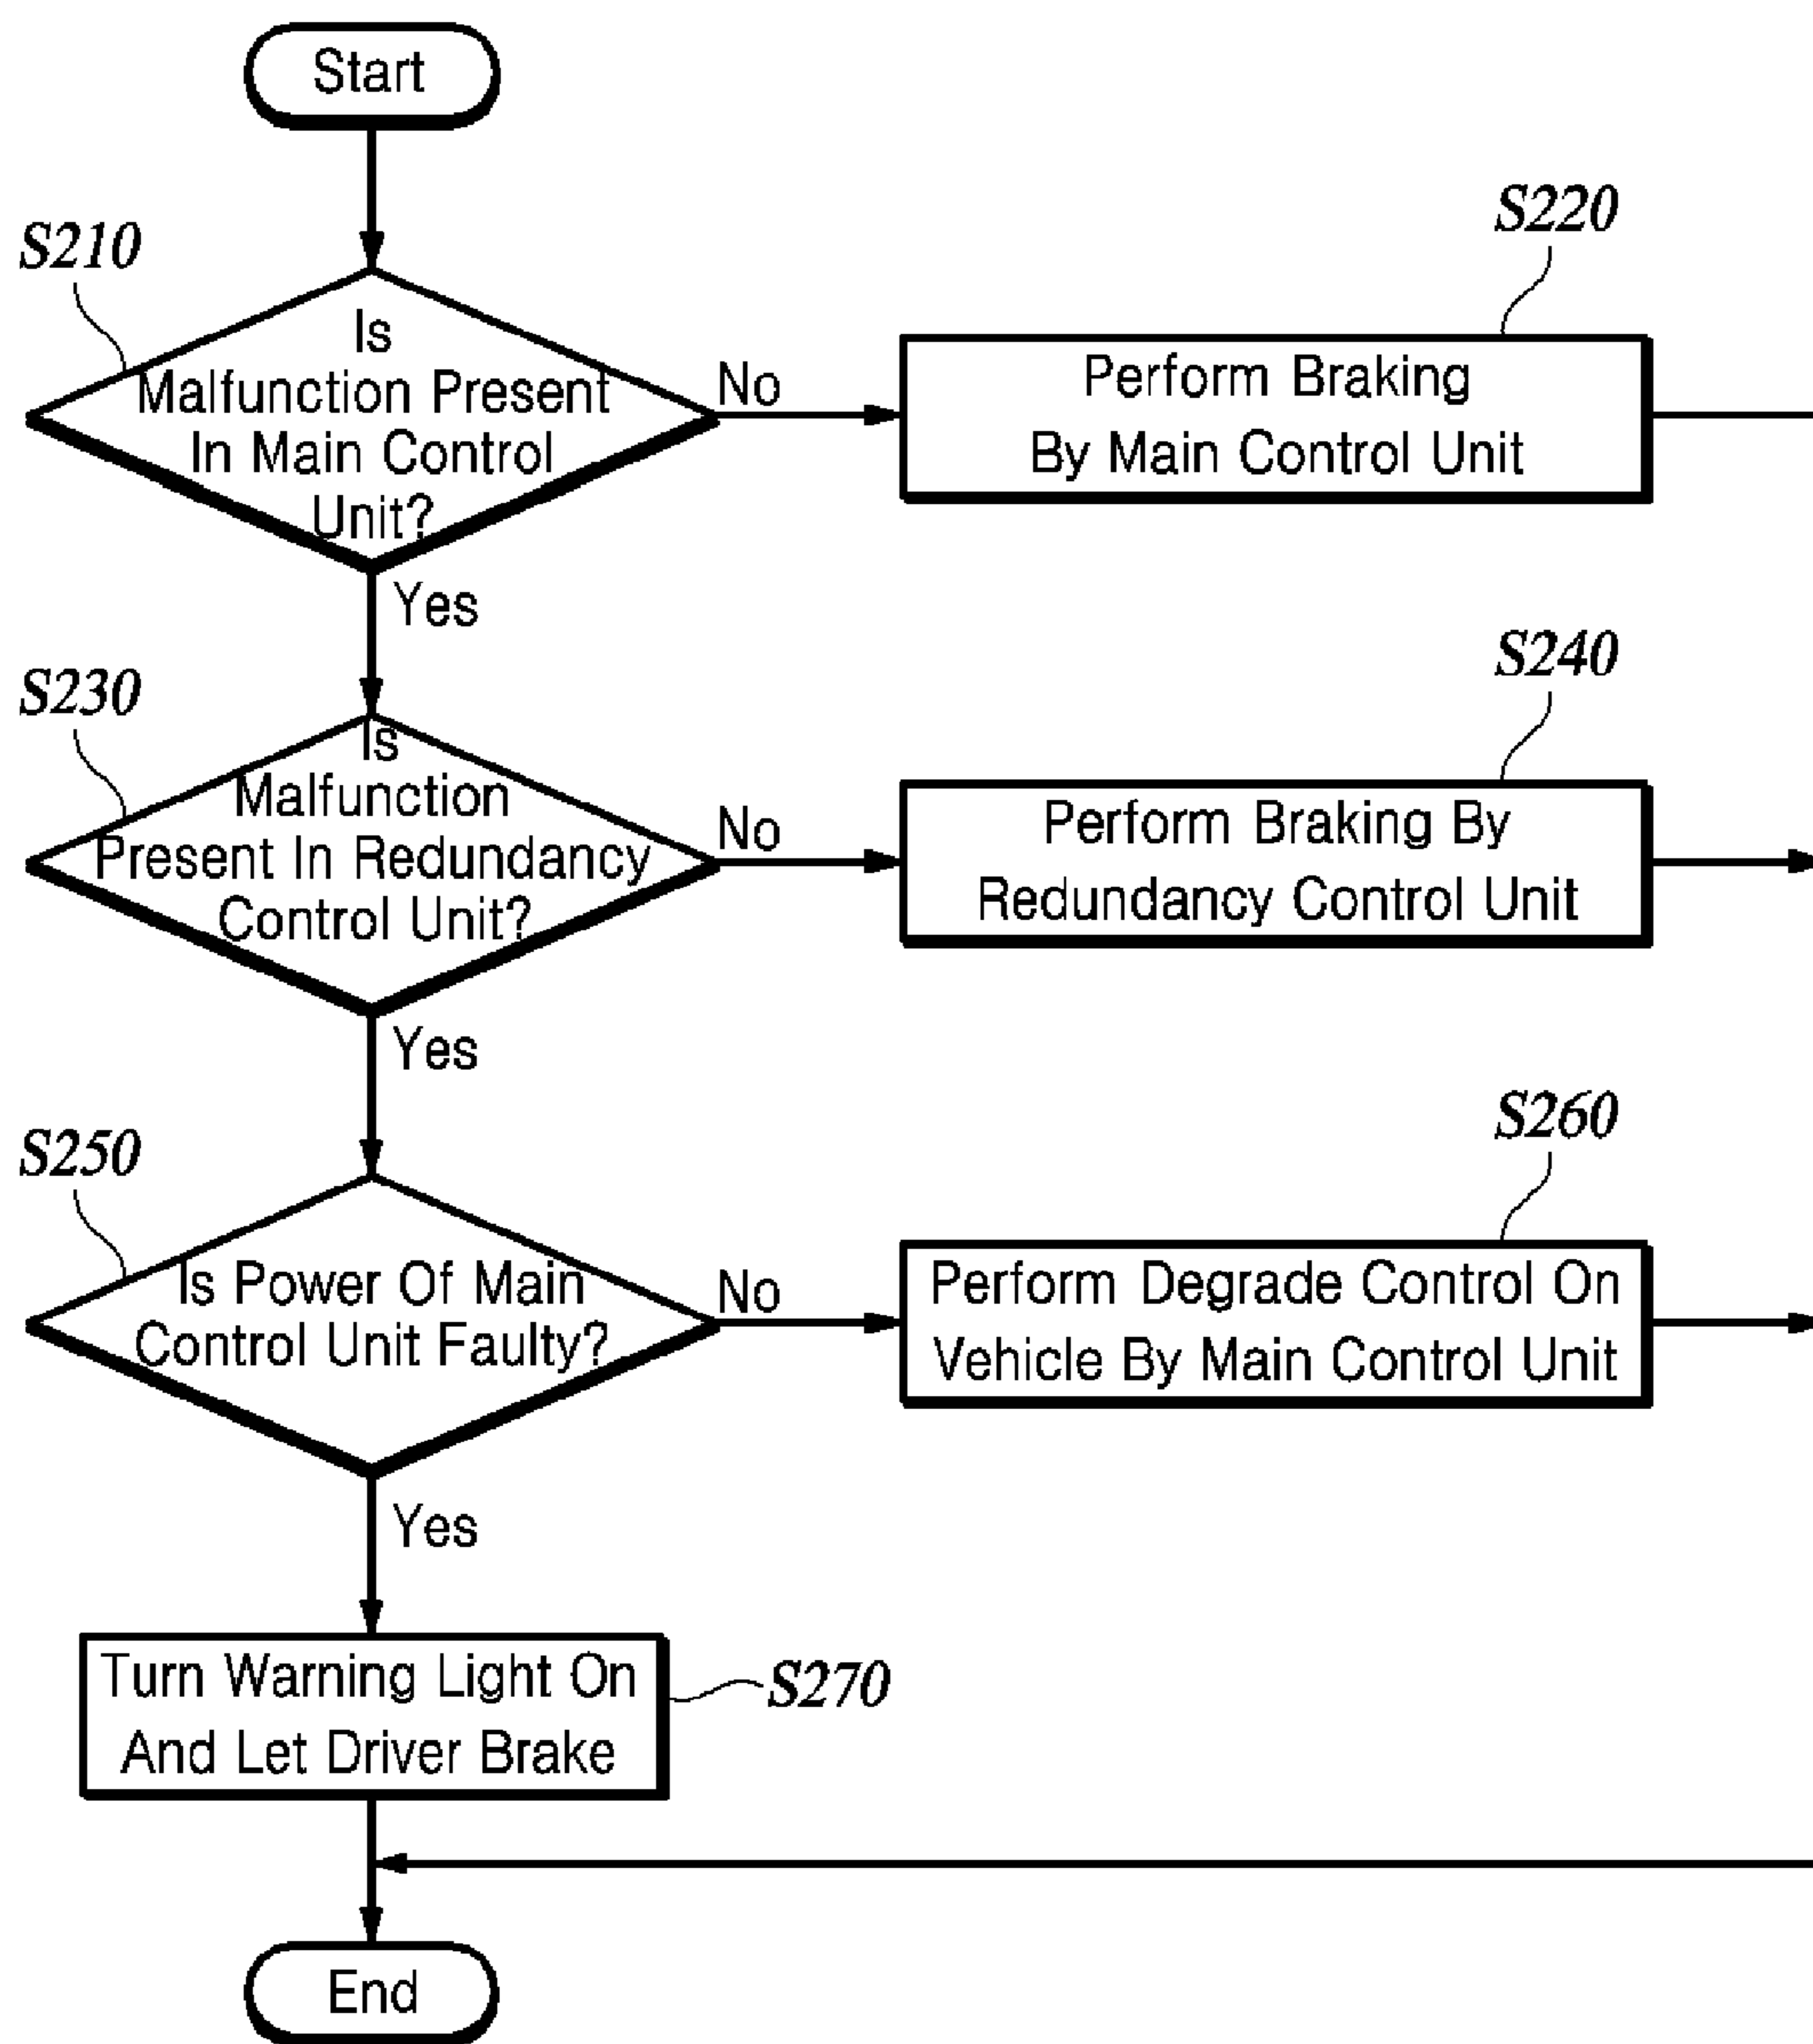 Start
S210
Is
Malfunction Present
In Main Control
Unit?
No
S220
Perform Braking
By Main Control Unit
Yes
S230
Is
Malfunction
Present In Redundancy
Control Unit?
No
S240
Perform Braking By
Redundancy Control Unit
Yes
S250
Is Power Of Main
Control Unit Faulty?
No
S260
Perform Degrade Control On
Vehicle By Main Control Unit
Yes
Turn Warning Light On
And Let Driver Brake
S270
End